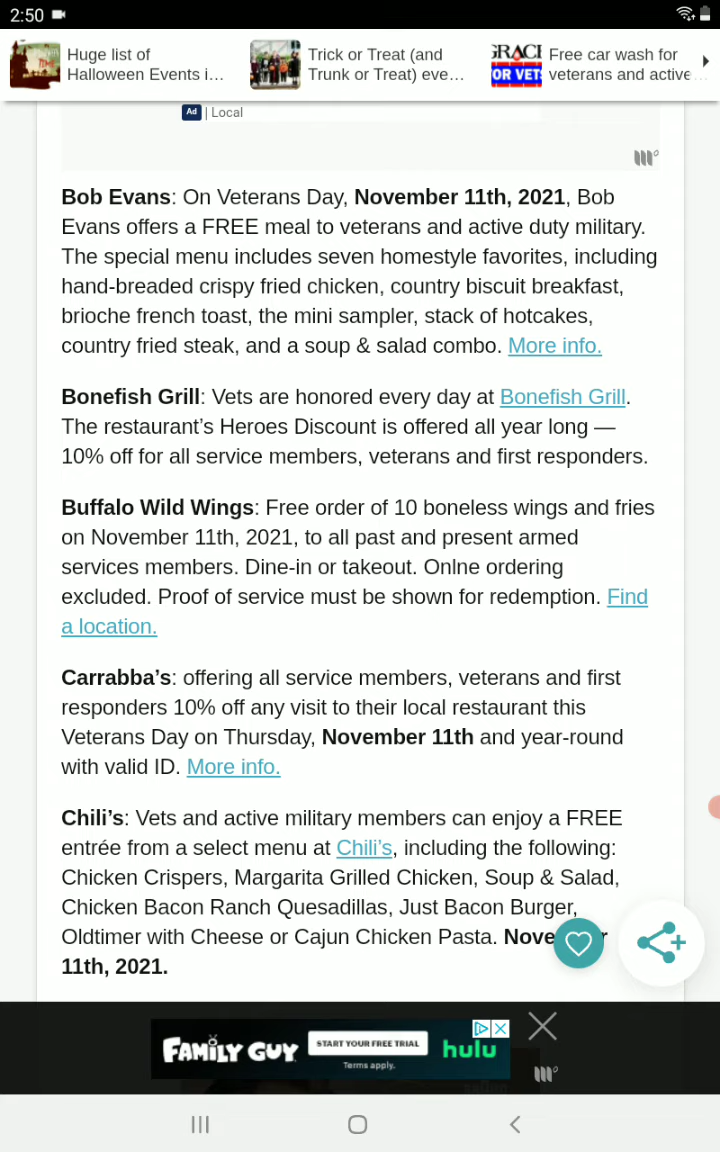 2:50
Huge list of
Halloween Events i...
Trick or Treat (and
Trunk or Treat) eve...
GRACE
FOR VETS
Free car wash for
veterans and active...
Ad | Local
Bob Evans: On Veterans Day, November 11th, 2021, Bob
Evans offers a FREE meal to veterans and active duty military.
The special menu includes seven homestyle favorites, including
hand-breaded crispy fried chicken, country biscuit breakfast,
brioche french toast, the mini sampler, stack of hotcakes,
country fried steak, and a soup & salad combo. More info.
Bonefish Grill: Vets are honored every day at Bonefish Grill.
The restaurant's Heroes Discount is offered all year long —
10% off for all service members, veterans and first responders.
Buffalo Wild Wings: Free order of 10 boneless wings and fries
on November 11th, 2021, to all past and present armed
services members. Dine-in or takeout. Onlne ordering
excluded. Proof of service must be shown for redemption. Find
a location.
Carrabba's: offering all service members, veterans and first
responders 10% off any visit to their local restaurant this
Veterans Day on Thursday, November 11th and year-round
with valid ID. More info.
Chili's: Vets and active military members can enjoy a FREE
entrée from a select menu at Chili's, including the following:
Chicken Crispers, Margarita Grilled Chicken, Soup & Salad,
Chicken Bacon Ranch Quesadillas, Just Bacon Burger,
Oldtimer with Cheese or Cajun Chicken Pasta. November
11th, 2021.
FAMILY GUY
START YOUR FREE TRIAL
Terms apply.
hulu